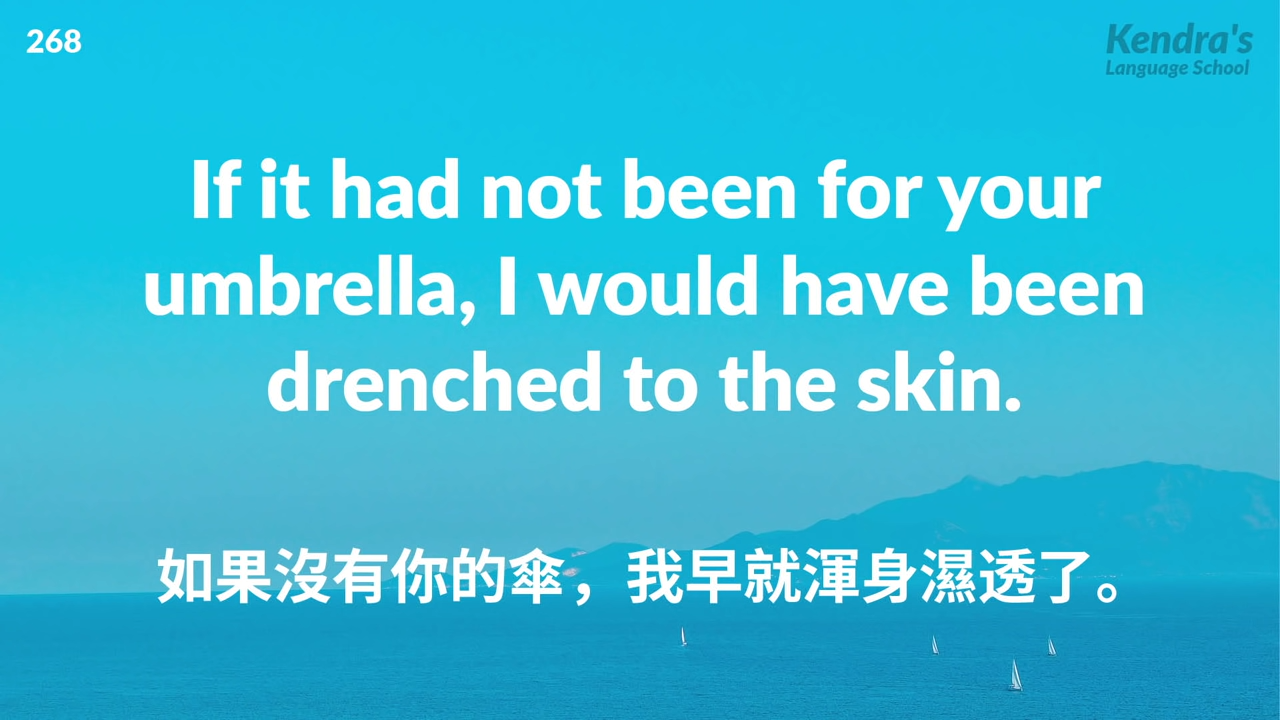 268
Kendra's
Language School
If it had not been for your
umbrella, I would have been
drenched to the skin.
如果沒有你的傘，我早就渾身濕透了。